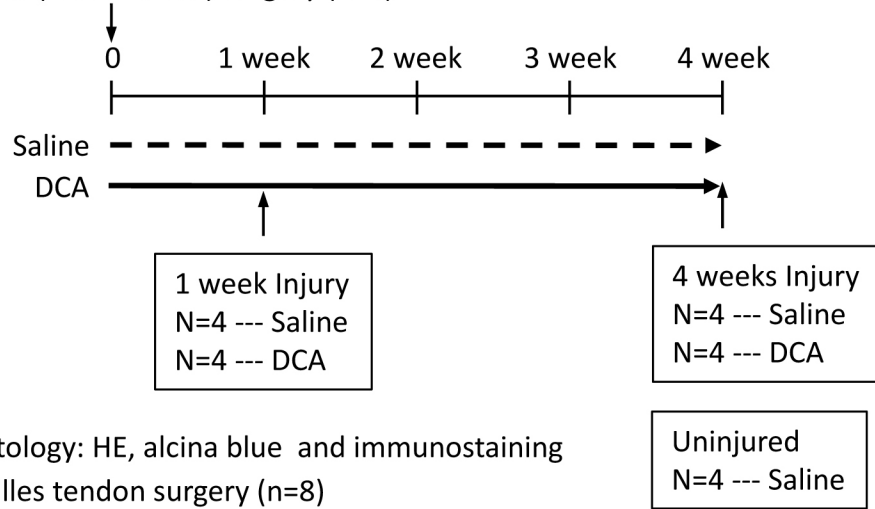 0 1 week 2 week 3 week 4 week
Saline
DCA
1 week Injury
N=4 --- Saline
N=4 --- DCA
4 weeks Injury
N=4 --- Saline
N=4 --- DCA
tology: HE, alcina blue and immunostaining
lles tendon surgery (n=8)
Uninjured
N=4 --- Saline